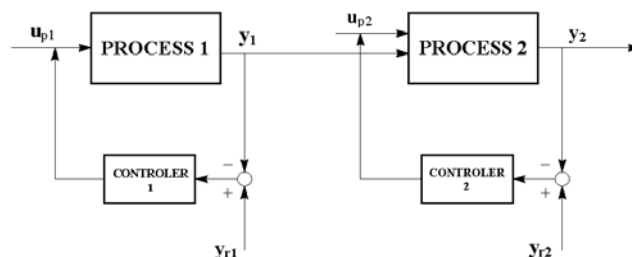 u_p1
PROCESS 1
y_1
u_p2
PROCESS 2
y_2
CONTROLER
1
−
+
CONTROLER
2
−
+
y_r1
y_r2